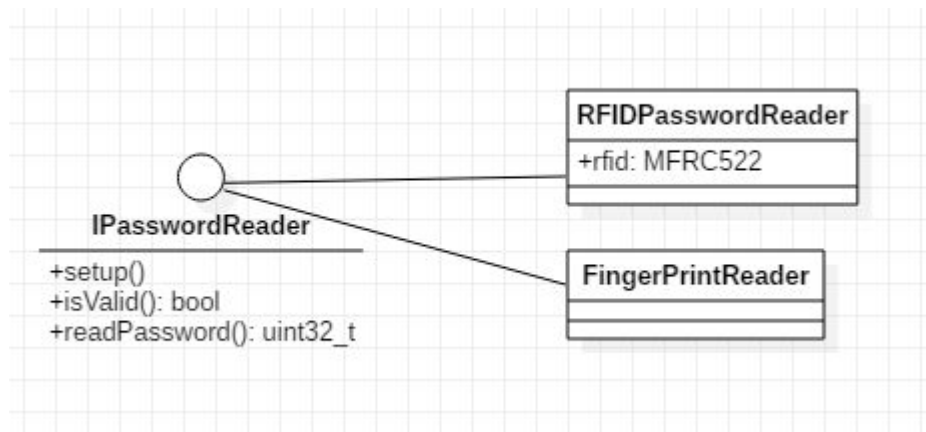 RFIDPasswordReader
+rfid: MFRC522
IPasswordReader
+setup()
+isValid(): bool
+readPassword(): uint32_t
FingerPrintReader